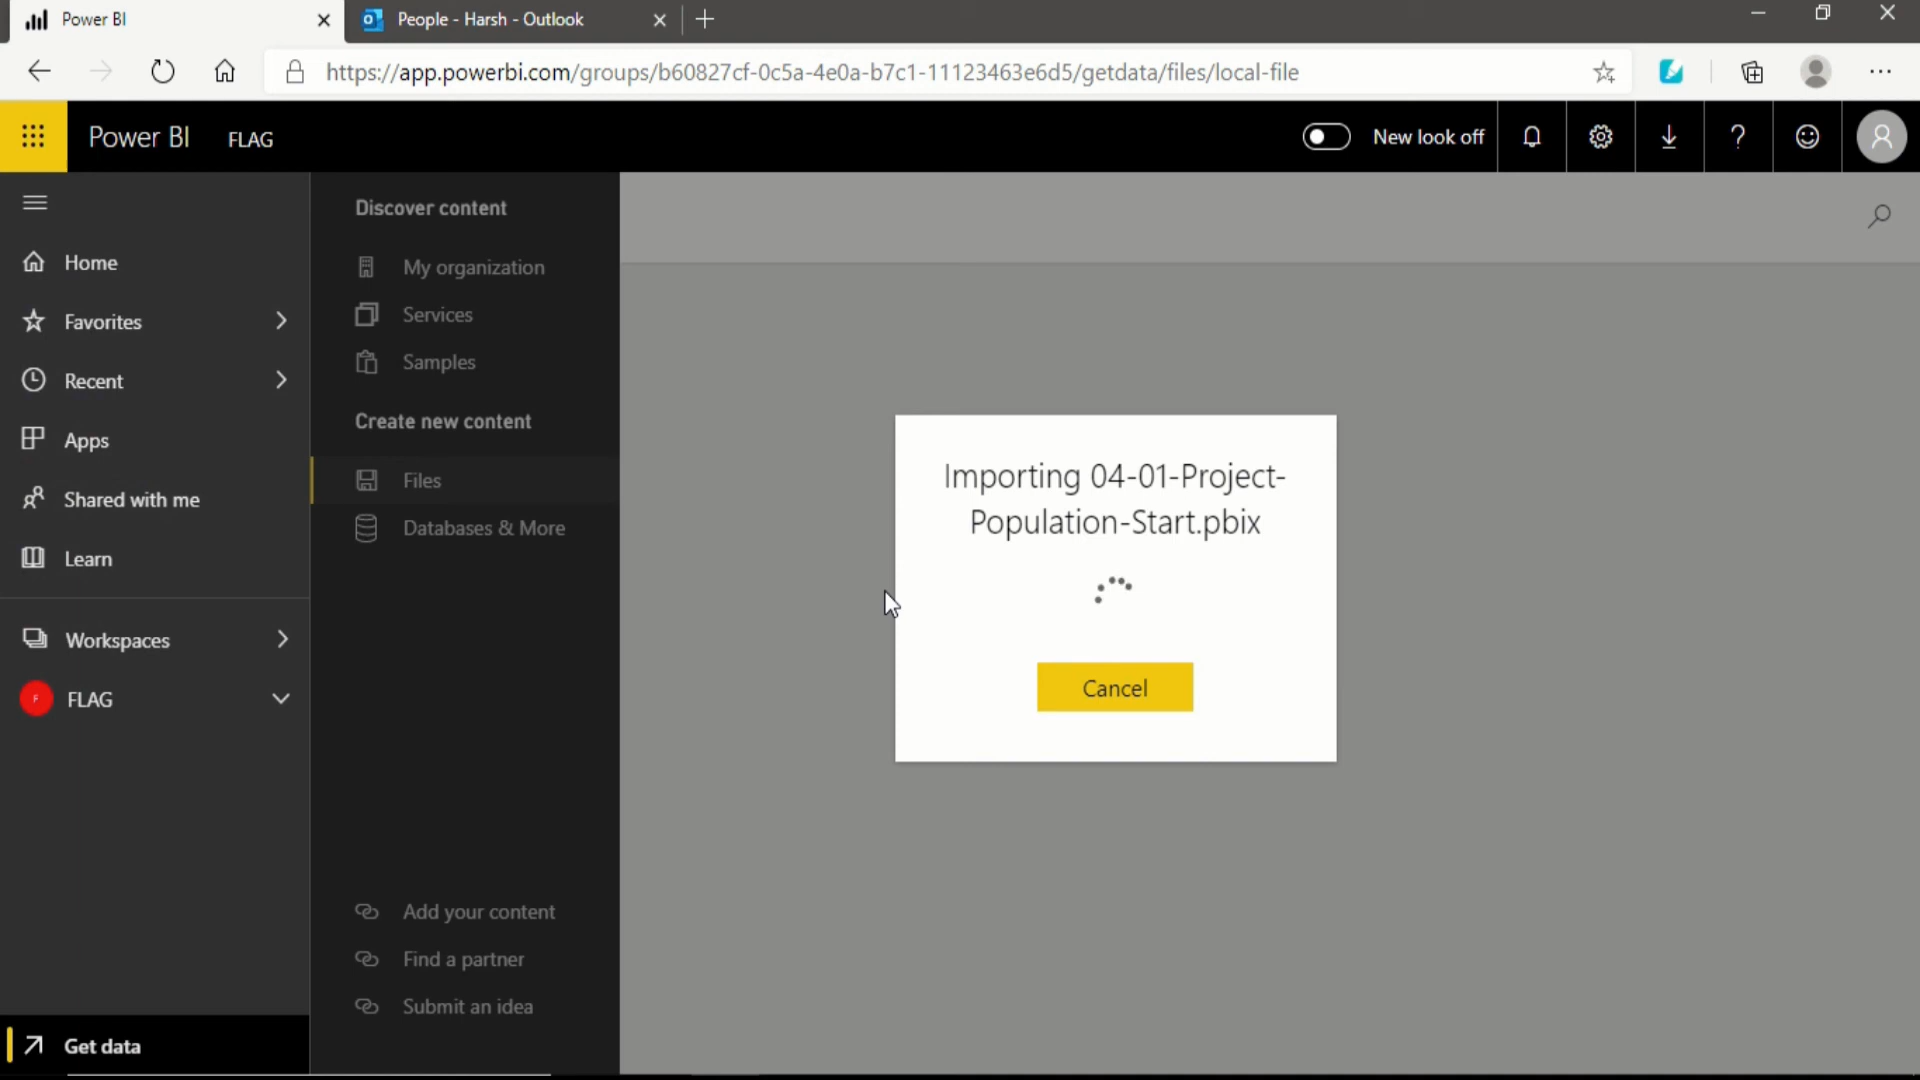 Power BI
People - Harsh - Outlook
https://app.powerbi.com/groups/b60827cf-0c5a-4e0a-b7c1-11123463e6d5/getdata/files/local-file
Power BI FLAG
New look off
Home
Favorites
Recent
Apps
Shared with me
Learn
Workspaces
F FLAG
Get data
Discover content
My organization
Services
Samples
Create new content
Files
Databases & More
Add your content
Find a partner
Submit an idea
Importing 04-01-Project-
Population-Start.pbix
Cancel